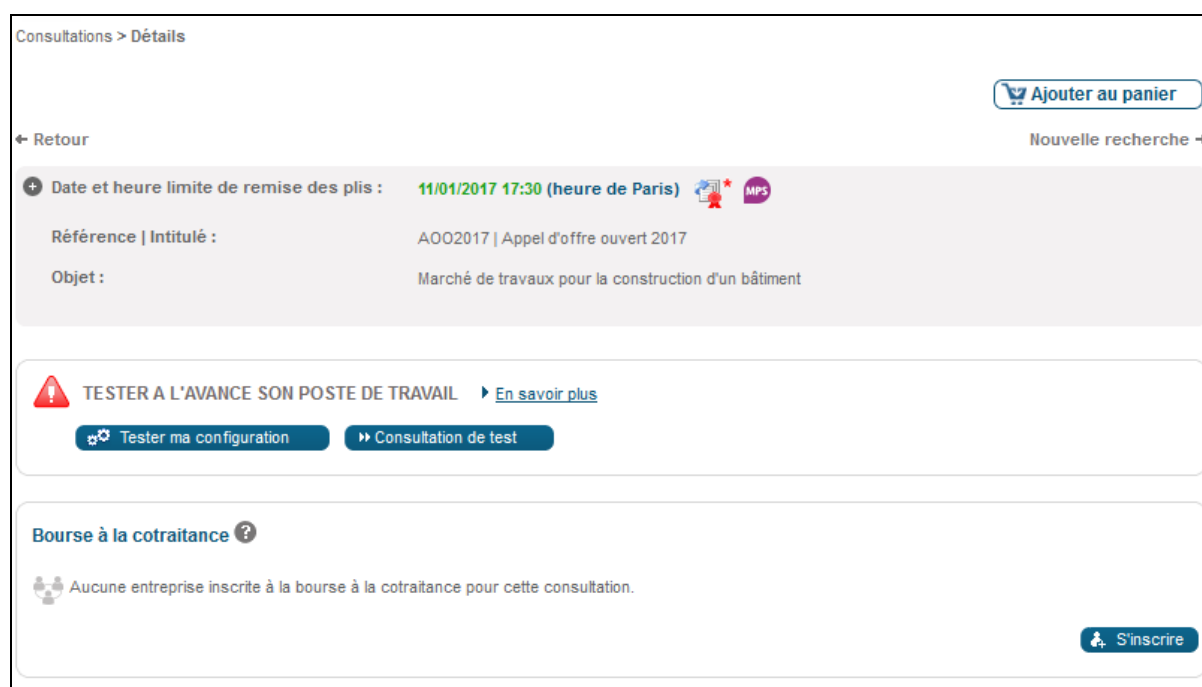 Consultations > Détails
Ajouter au panier
Retour
Nouvelle recherche
Date et heure limite de remise des plis : 11/01/2017 17:30 (heure de Paris) * MPS
Référence | Intitulé : AOO2017 | Appel d'offre ouvert 2017
Objet : Marché de travaux pour la construction d'un bâtiment
TESTER A L'AVANCE SON POSTE DE TRAVAIL En savoir plus
Tester ma configuration Consultation de test
Bourse à la cotraitance ?
Aucune entreprise inscrite à la bourse à la cotraitance pour cette consultation.
S'inscrire